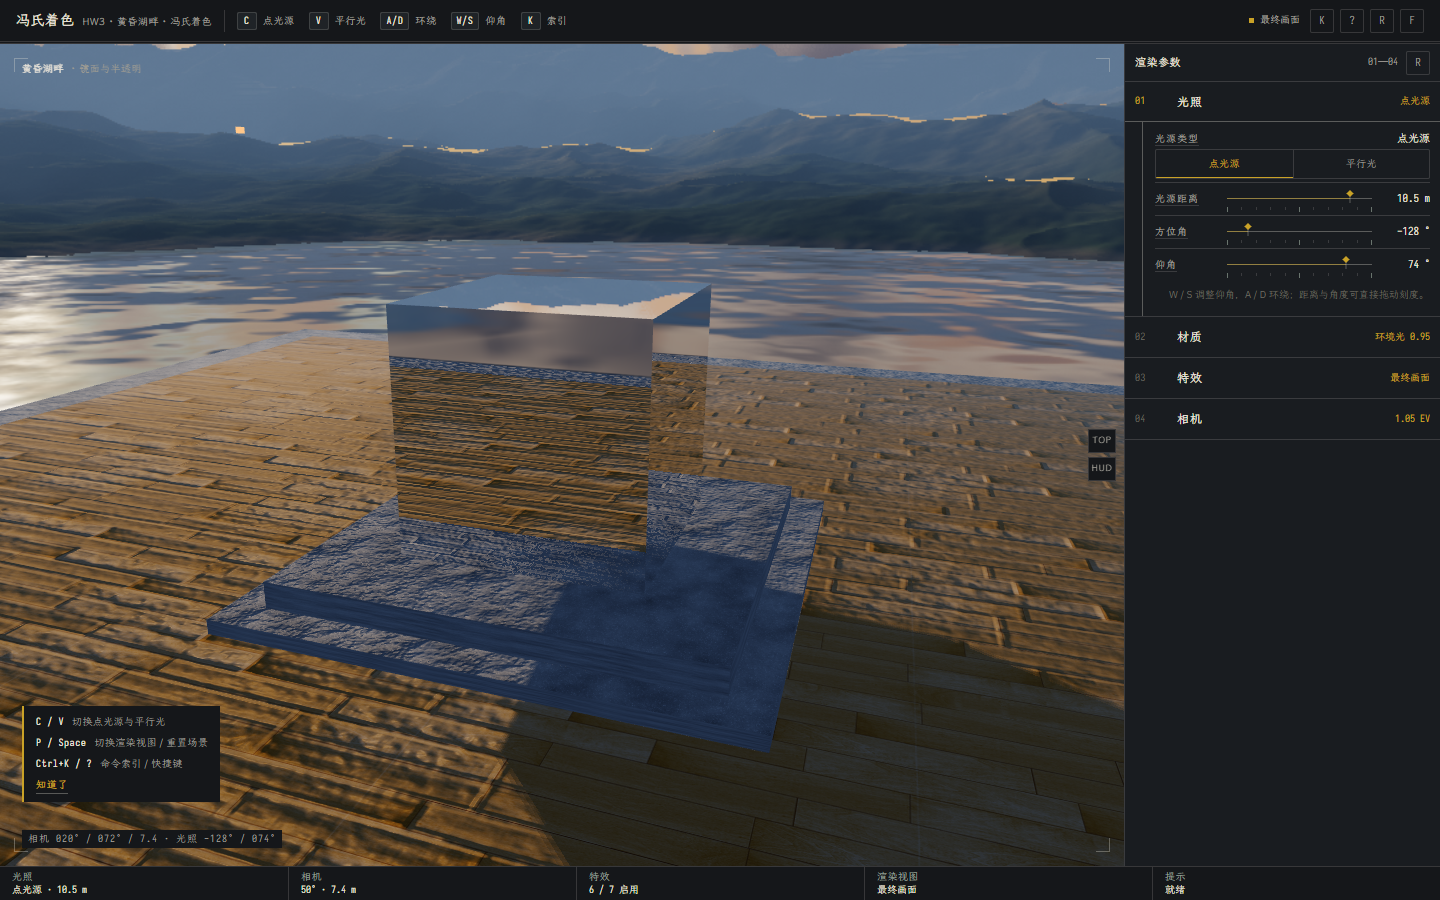 冯氏着色 HW3 · 黄昏湖畔 · 冯氏着色 C 点光源 V 平行光 A/D 环绕 W/S 仰角 K 索引 最终画面 K ? R F
黄昏湖畔 · 镜面与半透明
渲染参数 01—04 R
01 光照 点光源
光源类型 点光源
点光源 平行光
光源距离 10.5 m
方位角 -128 °
仰角 74 °
W / S 调整仰角, A / D 环绕; 距离与角度可直接拖动刻度。
02 材质 环境光 0.95
03 特效 最终画面
04 相机 1.05 EV
TOP
HUD
C / V 切换点光源与平行光
P / Space 切换渲染视图 / 重置场景
Ctrl+K / ? 命令索引 / 快捷键
知道了
相机 020° / 072° / 7.4 · 光照 -128° / 074°
光照
点光源 · 10.5 m
相机
50° · 7.4 m
特效
6 / 7 启用
渲染视图
最终画面
提示
就绪